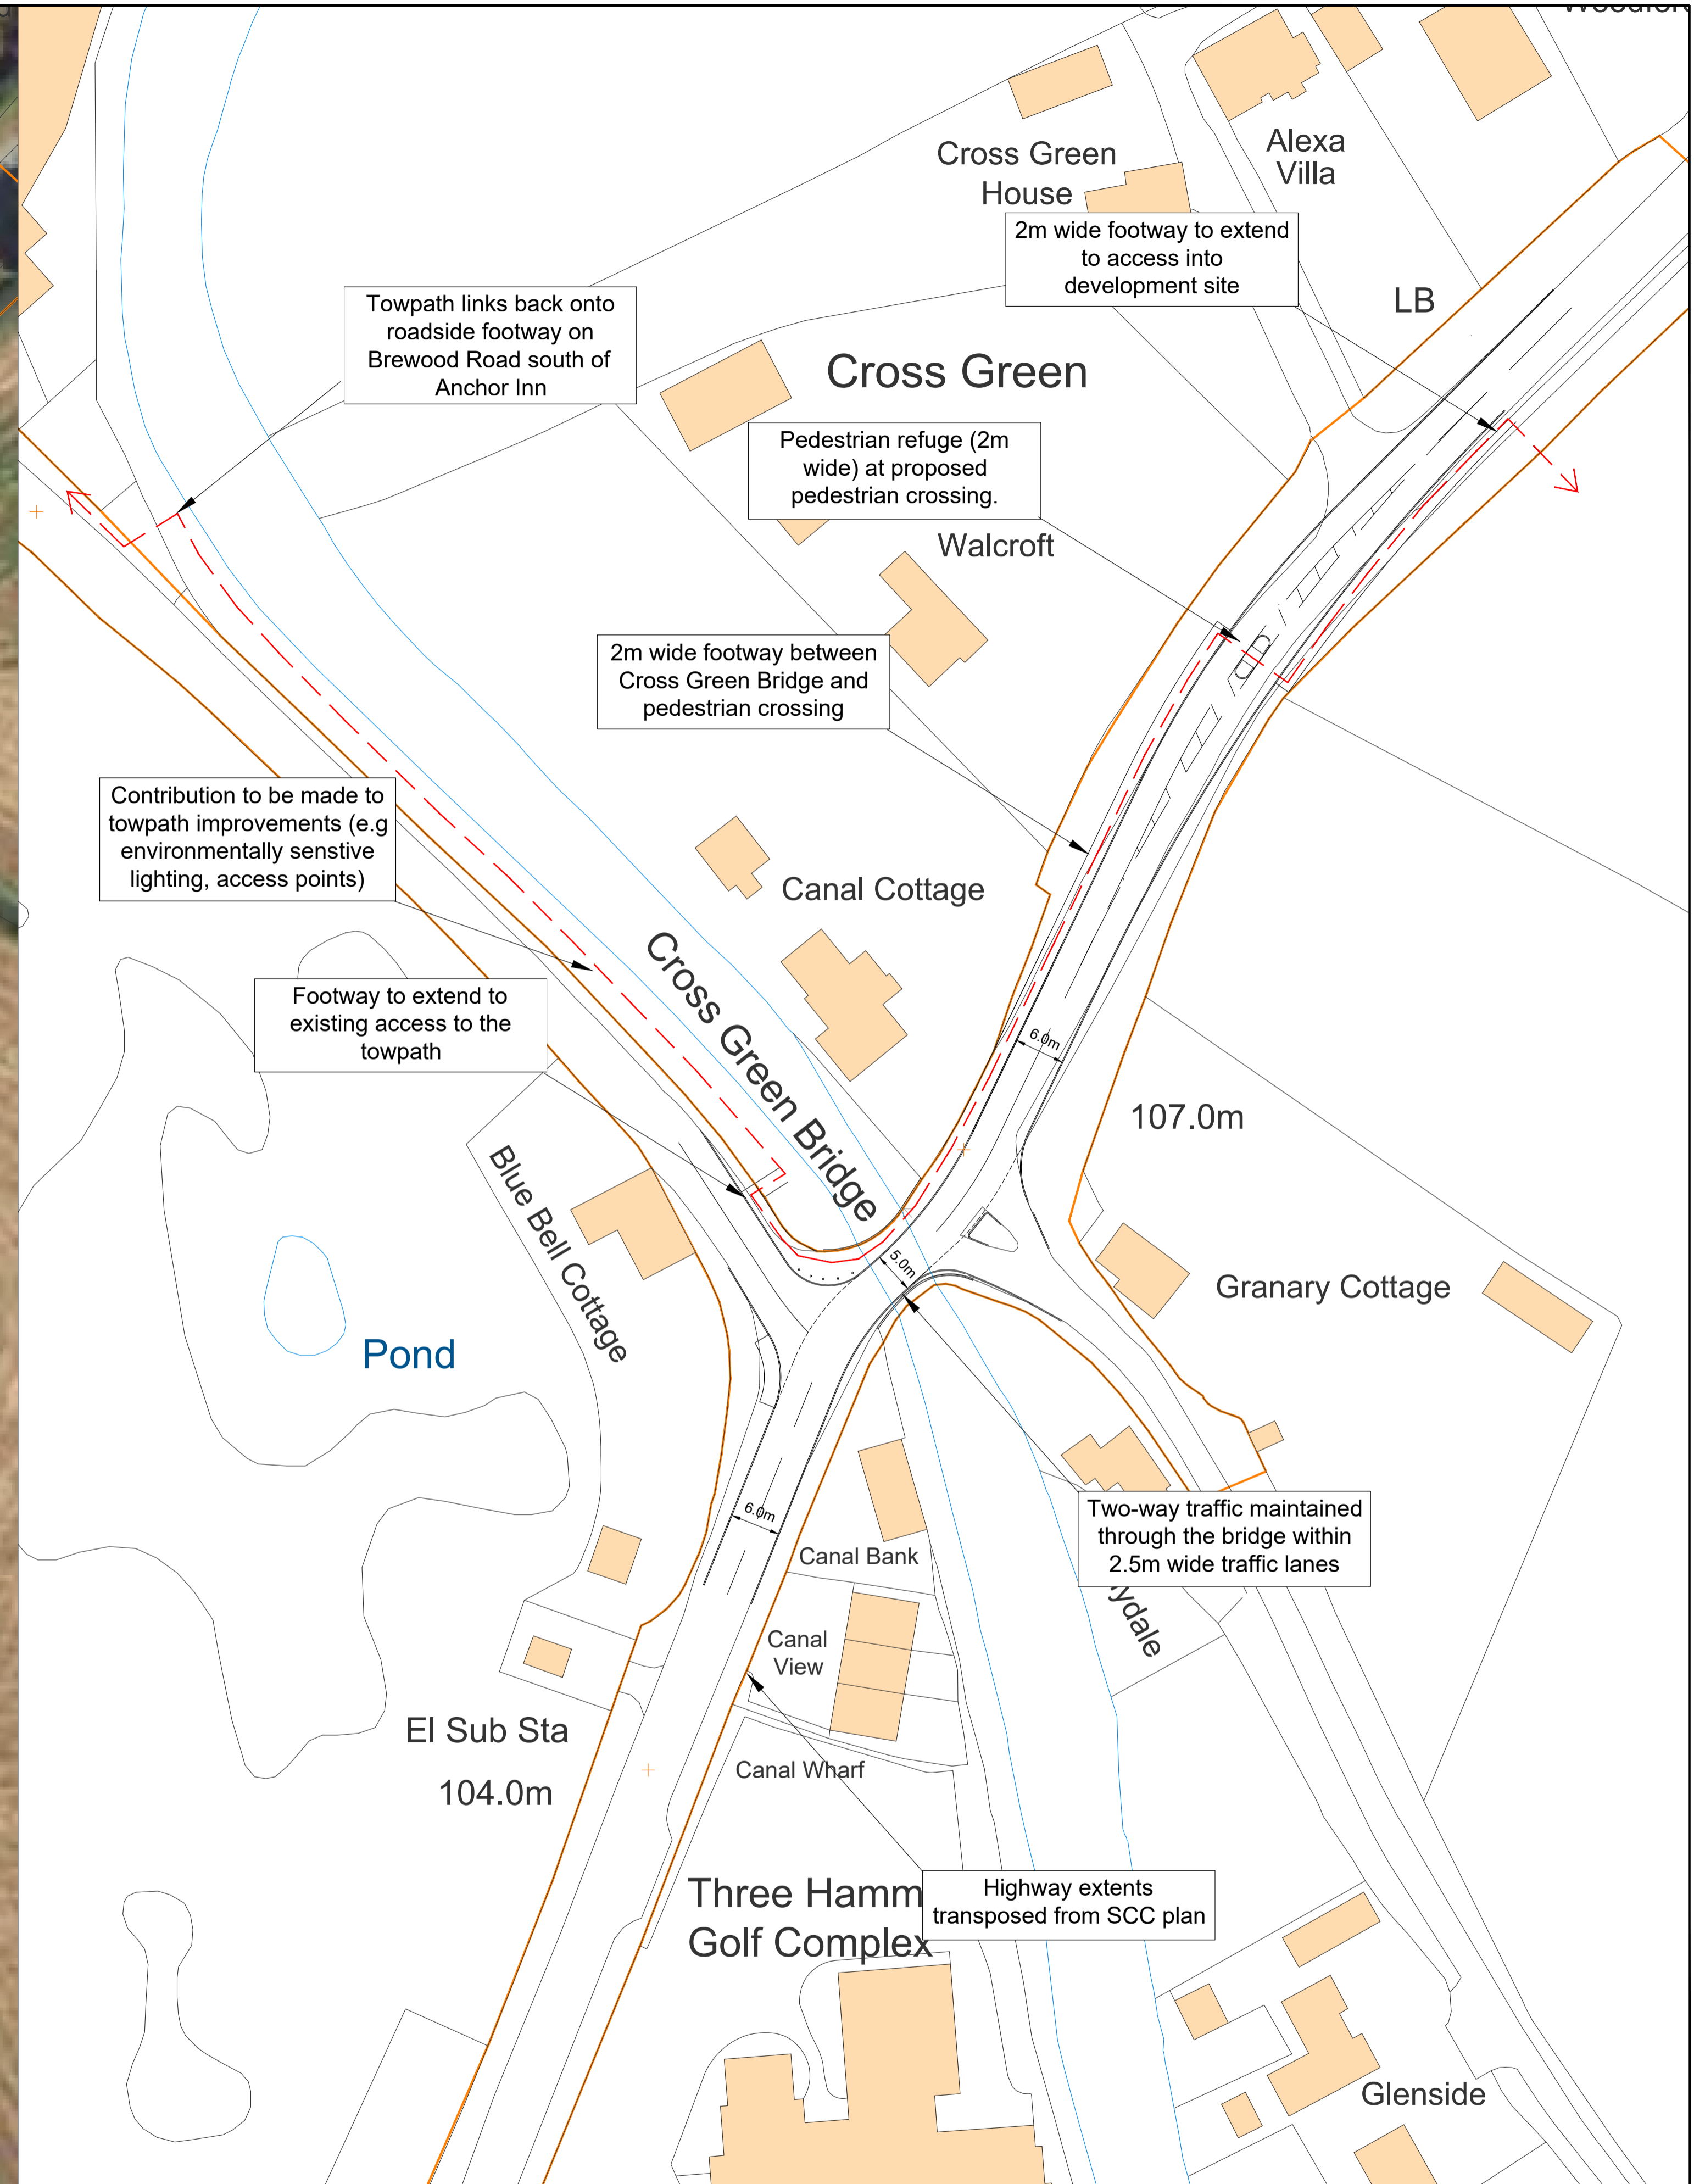 Cross Green
House
Alexa
Villa
2m wide footway to extend
to access into
development site
LB
Towpath links back onto
roadside footway on
Brewood Road south of
Anchor Inn
Cross Green
Pedestrian refuge (2m
wide) at proposed
pedestrian crossing.
Walcroft
2m wide footway between
Cross Green Bridge and
pedestrian crossing
Contribution to be made to
towpath improvements (e.g
environmentally senstive
lighting, access points)
Canal Cottage
Cross Green Bridge
Footway to extend to
existing access to the
towpath
6.0m
107.0m
Blue Bell Cottage
5.0m
Granary Cottage
Pond
6.0m
Two-way traffic maintained
through the bridge within
2.5m wide traffic lanes
Canal Bank
ydale
Canal
View
El Sub Sta
104.0m
Canal Wharf
Three Hamm
Golf Complex
Highway extents
transposed from SCC plan
Glenside